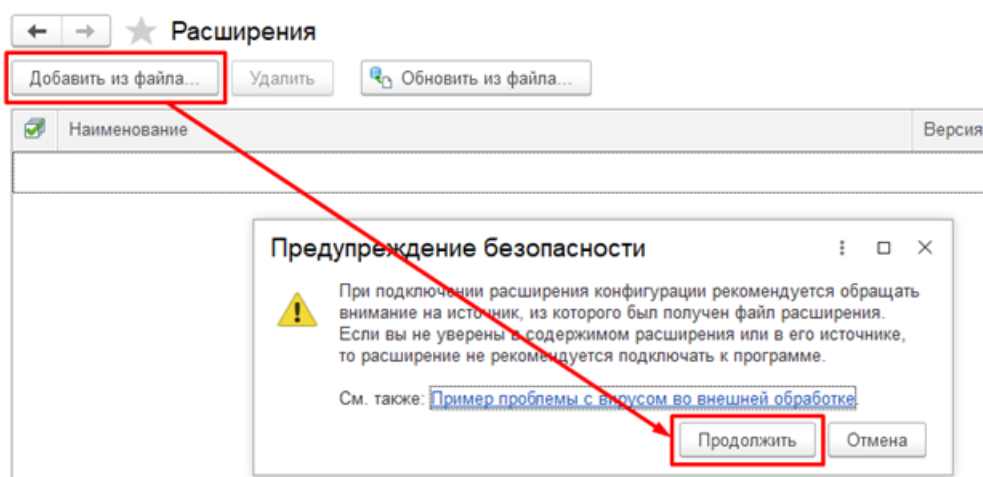 Расширения
Добавить из файла... Удалить Обновить из файла...
Наименование Версия
Предупреждение безопасности
При подключении расширения конфигурации рекомендуется обращать
внимание на источник, из которого был получен файл расширения.
Если вы не уверены в содержимом расширения или в его источнике,
то расширение не рекомендуется подключать к программе.
См. также: Пример проблемы с вирусом во внешней обработке.
Продолжить Отмена